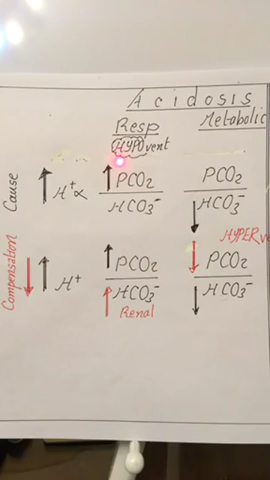 Acidosis
Resp Metabolic
HYPOvent
Cause ↑ H+ ∝ ↑ PCO2 / HCO3- PCO2 / ↓ HCO3-
HYPERv
Compensation ↓ ↑ H+ ↑ PCO2 / ↑ HCO3- ↓ PCO2 / ↓ HCO3-
Renal